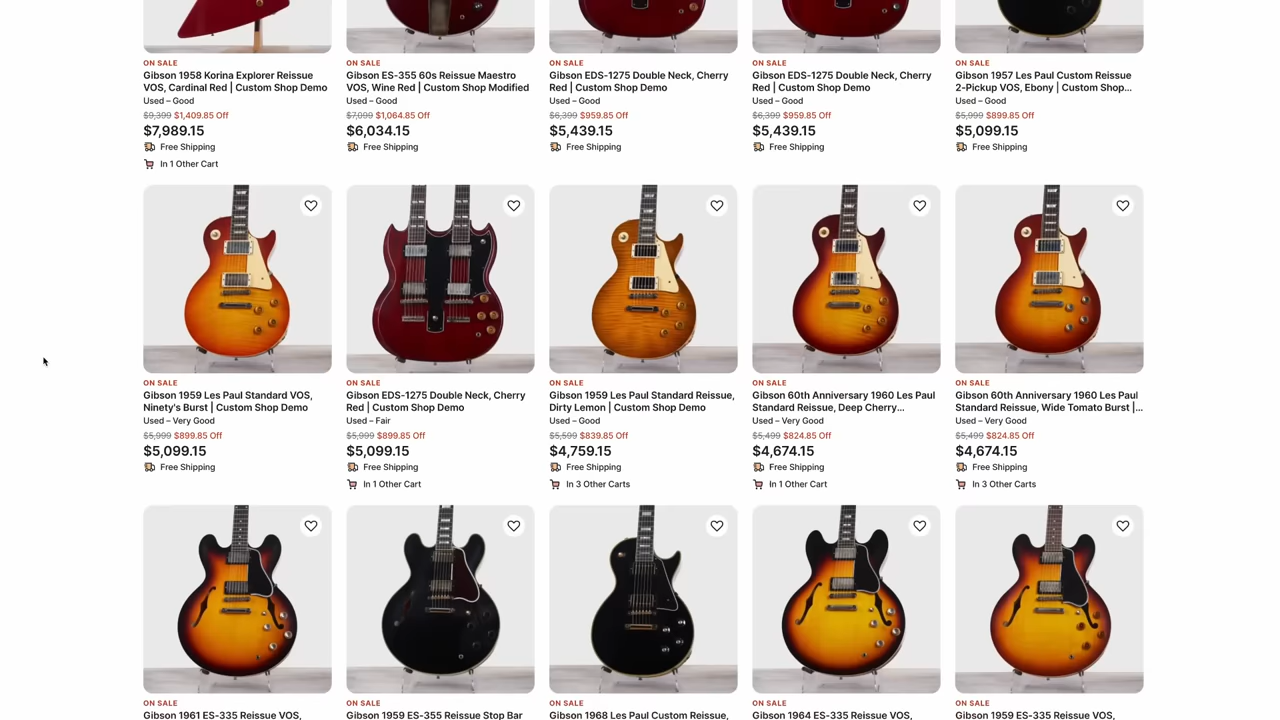 ON SALE
Gibson 1958 Korina Explorer Reissue
VOS, Cardinal Red | Custom Shop Demo
Used – Good
$9,399 $1,409.85 Off
$7,989.15
Free Shipping
In 1 Other Cart
ON SALE
Gibson ES-355 60s Reissue Maestro
VOS, Wine Red | Custom Shop Modified
Used – Good
$7,099 $1,064.85 Off
$6,034.15
Free Shipping
ON SALE
Gibson EDS-1275 Double Neck, Cherry
Red | Custom Shop Demo
Used – Good
$6,399 $959.85 Off
$5,439.15
Free Shipping
ON SALE
Gibson EDS-1275 Double Neck, Cherry
Red | Custom Shop Demo
Used – Good
$6,399 $959.85 Off
$5,439.15
Free Shipping
ON SALE
Gibson 1957 Les Paul Custom Reissue
2-Pickup VOS, Ebony | Custom Shop...
Used – Good
$5,999 $899.85 Off
$5,099.15
Free Shipping
ON SALE
Gibson 1959 Les Paul Standard VOS,
Ninety's Burst | Custom Shop Demo
Used – Very Good
$5,999 $899.85 Off
$5,099.15
Free Shipping
ON SALE
Gibson EDS-1275 Double Neck, Cherry
Red | Custom Shop Demo
Used – Fair
$5,999 $899.85 Off
$5,099.15
Free Shipping
In 1 Other Cart
ON SALE
Gibson 1959 Les Paul Standard Reissue,
Dirty Lemon | Custom Shop Demo
Used – Good
$5,599 $839.85 Off
$4,759.15
Free Shipping
In 3 Other Carts
ON SALE
Gibson 60th Anniversary 1960 Les Paul
Standard Reissue, Deep Cherry...
Used – Very Good
$5,499 $824.85 Off
$4,674.15
Free Shipping
In 1 Other Cart
ON SALE
Gibson 60th Anniversary 1960 Les Paul
Standard Reissue, Wide Tomato Burst |...
Used – Very Good
$5,499 $824.85 Off
$4,674.15
Free Shipping
In 3 Other Carts
ON SALE
Gibson 1961 ES-335 Reissue VOS,
ON SALE
Gibson 1959 ES-355 Reissue Stop Bar
ON SALE
Gibson 1968 Les Paul Custom Reissue,
ON SALE
Gibson 1964 ES-335 Reissue VOS,
ON SALE
Gibson 1959 ES-335 Reissue VOS,